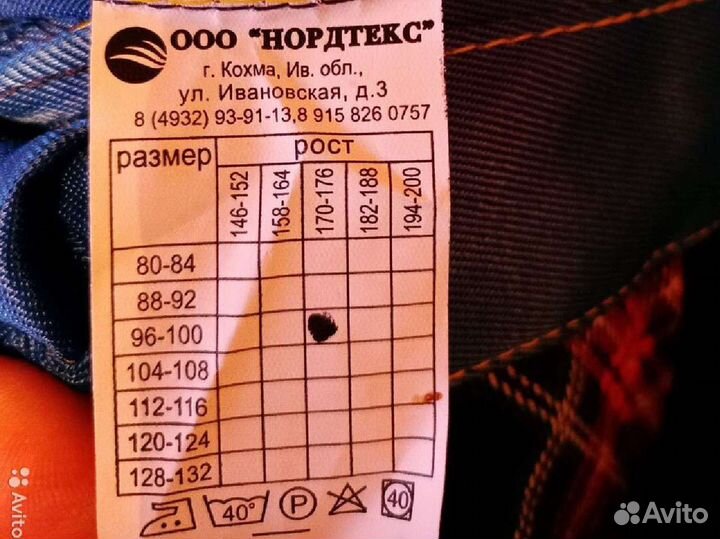 ООО "НОРДТЕКС"
г. Кохма, Ив. обл.,
ул. Ивановская, д.3
8 (4932) 93-91-13,8 915 826 0757
размер рост
146-152 158-164 170-176 182-188 194-200
80-84
88-92
96-100
104-108
112-116
120-124
128-132
40° P 40
Avito
Avito